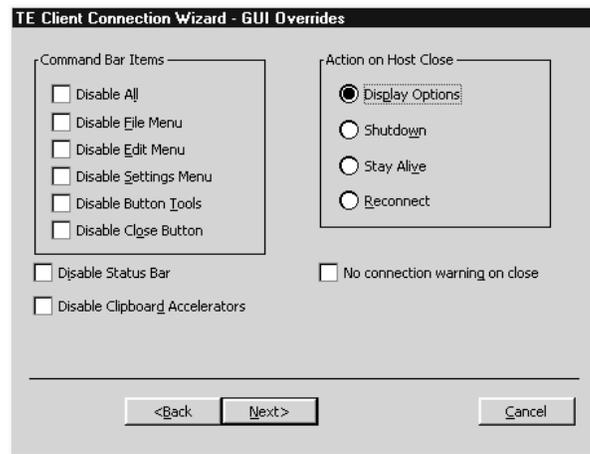 TE Client Connection Wizard - GUI Overrides
Command Bar Items
Disable All
Disable File Menu
Disable Edit Menu
Disable Settings Menu
Disable Button Tools
Disable Close Button
Disable Status Bar
Disable Clipboard Accelerators
Action on Host Close
Display Options
Shutdown
Stay Alive
Reconnect
No connection warning on close
<Back
Next>
Cancel